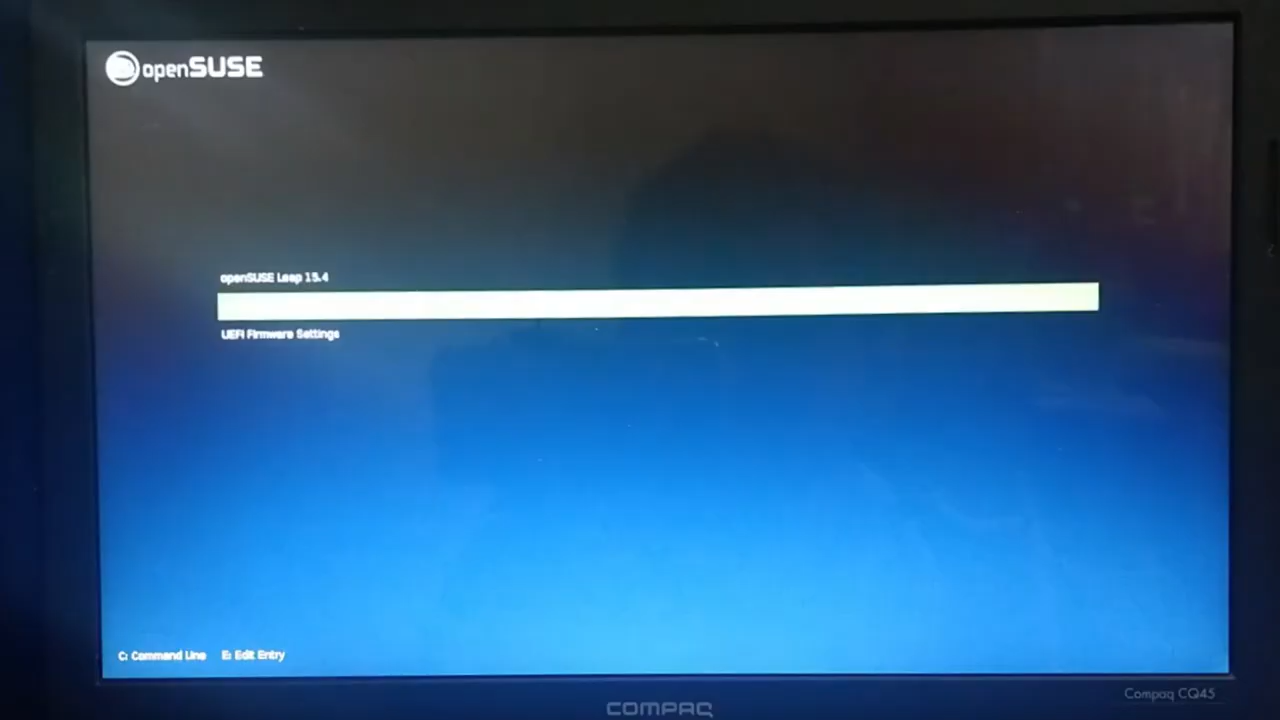 openSUSE
openSUSE Leap 15.4
UEFI Firmware Settings
C: Command Line E: Edit Entry
Compaq CQ45
COMPAQ